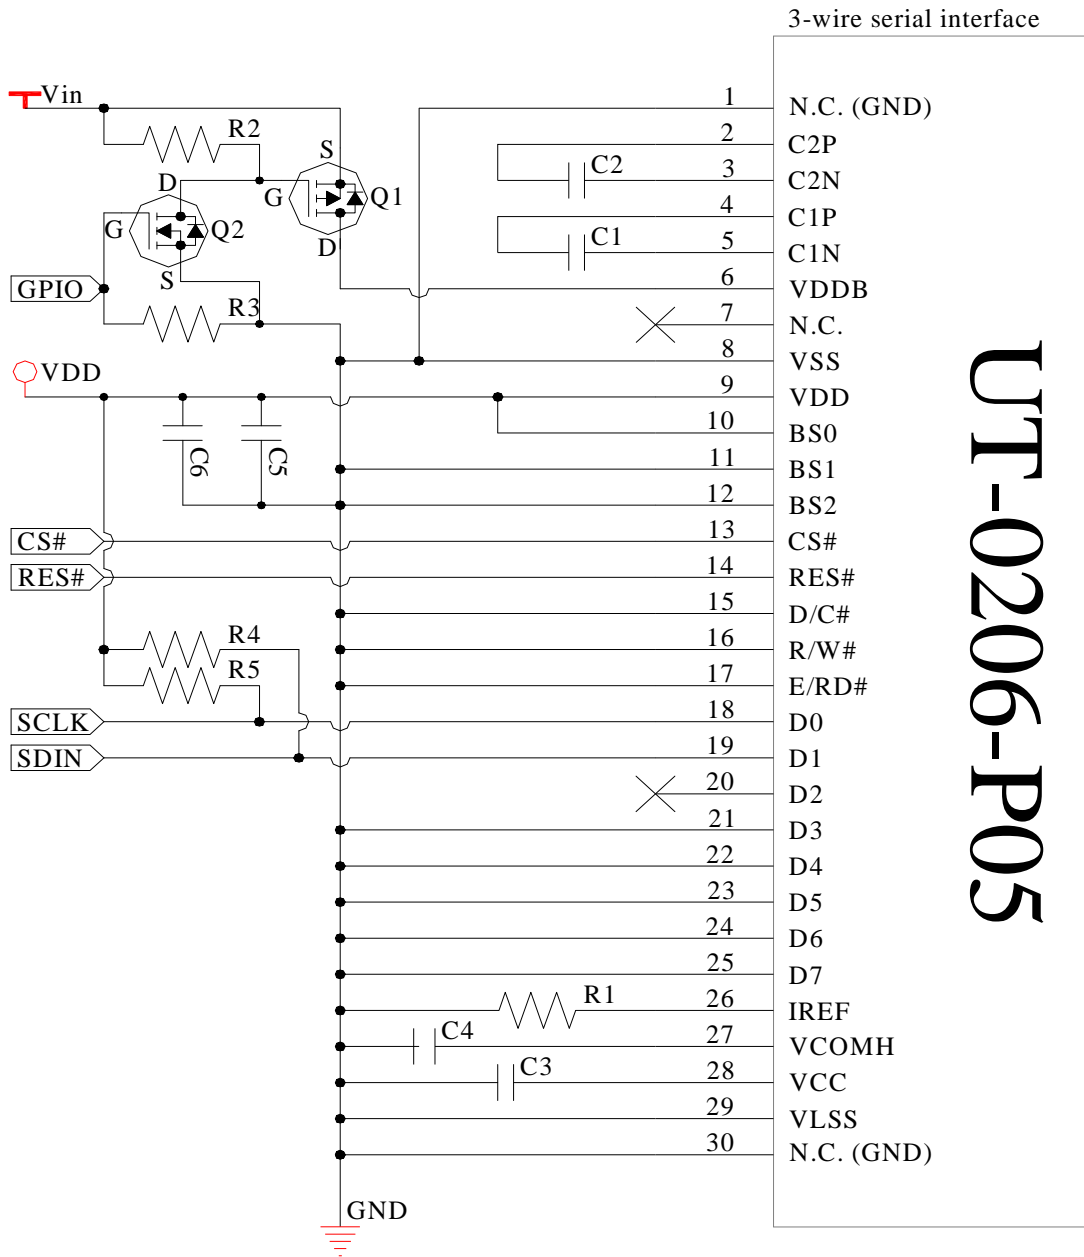 3-wire serial interface
Vin
R2
S
G
Q1
D
D
G
Q2
S
GPIO
R3
VDD
C6
C5
CS#
RES#
R4
R5
SCLK
SDIN
C2
C1
R1
C4
C3
GND
1 N.C. (GND)
2 C2P
3 C2N
4 C1P
5 C1N
6 VDDB
7 N.C.
8 VSS
9 VDD
10 BS0
11 BS1
12 BS2
13 CS#
14 RES#
15 D/C#
16 R/W#
17 E/RD#
18 D0
19 D1
20 D2
21 D3
22 D4
23 D5
24 D6
25 D7
26 IREF
27 VCOMH
28 VCC
29 VLSS
30 N.C. (GND)
UT-0206-P05